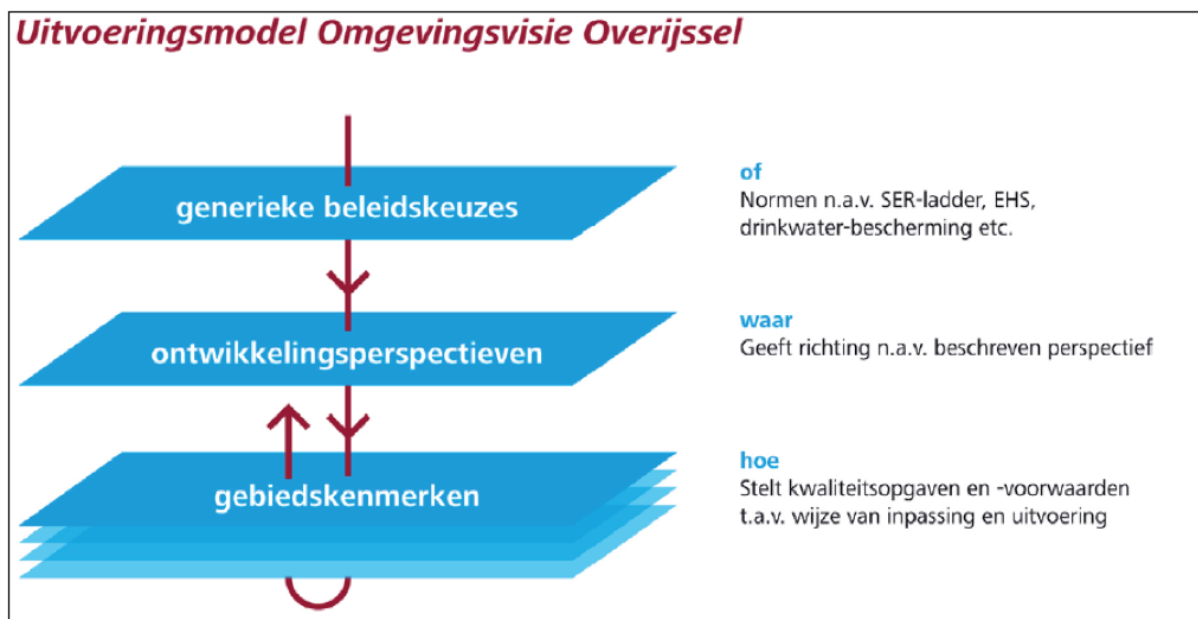 Uitvoeringsmodel Omgevingsvisie Overijssel
generieke beleidskeuzes
of
Normen n.a.v. SER-ladder, EHS,
drinkwater-bescherming etc.
ontwikkelingsperspectieven
waar
Geeft richting n.a.v. beschreven perspectief
gebiedskenmerken
hoe
Stelt kwaliteitsopgaven en -voorwaarden
t.a.v. wijze van inpassing en uitvoering